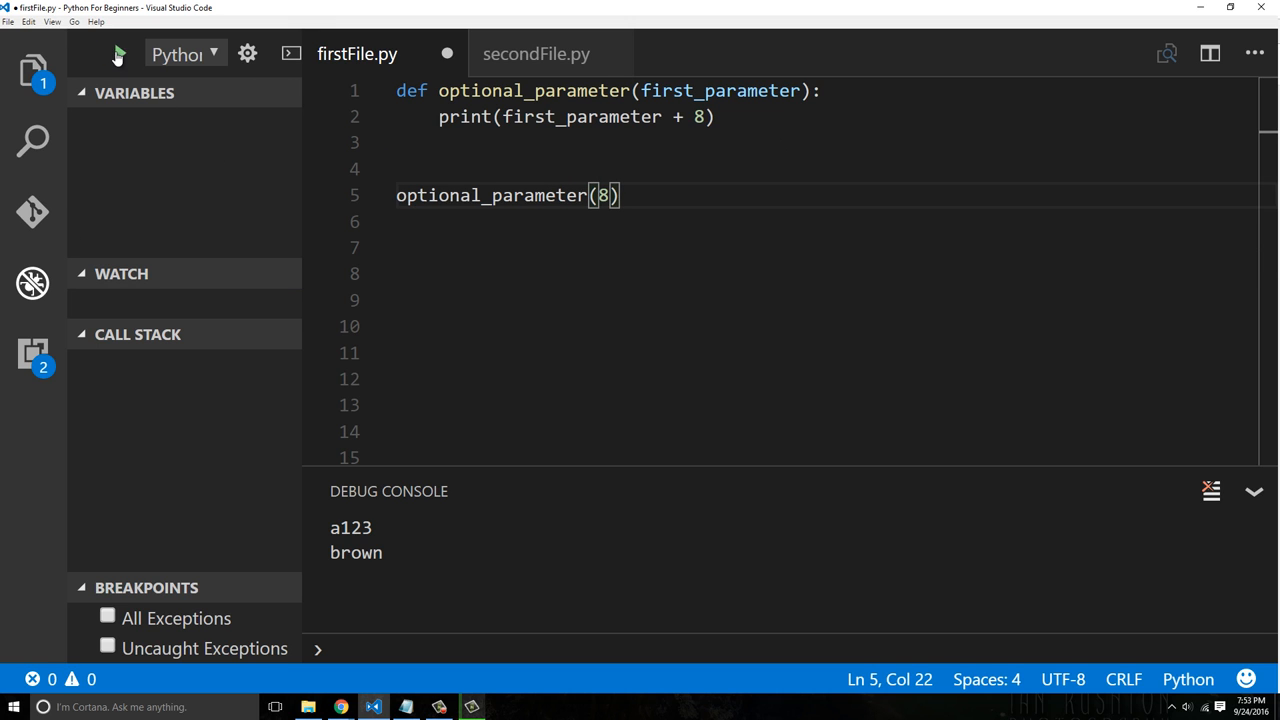 • firstFile.py - Python For Beginners - Visual Studio Code
File Edit View Go Help
Python firstFile.py secondFile.py
1
VARIABLES
1 def optional_parameter(first_parameter):
2 print(first_parameter + 8)
3
4
5 optional_parameter(8)
6
7
WATCH
8
9
CALL STACK
10
2
11
12
13
14
15
DEBUG CONSOLE
a123
brown
BREAKPOINTS
All Exceptions
Uncaught Exceptions
0 0 Ln 5, Col 22 Spaces: 4 UTF-8 CRLF Python
I'm Cortana. Ask me anything.
7:53 PM
9/24/2016